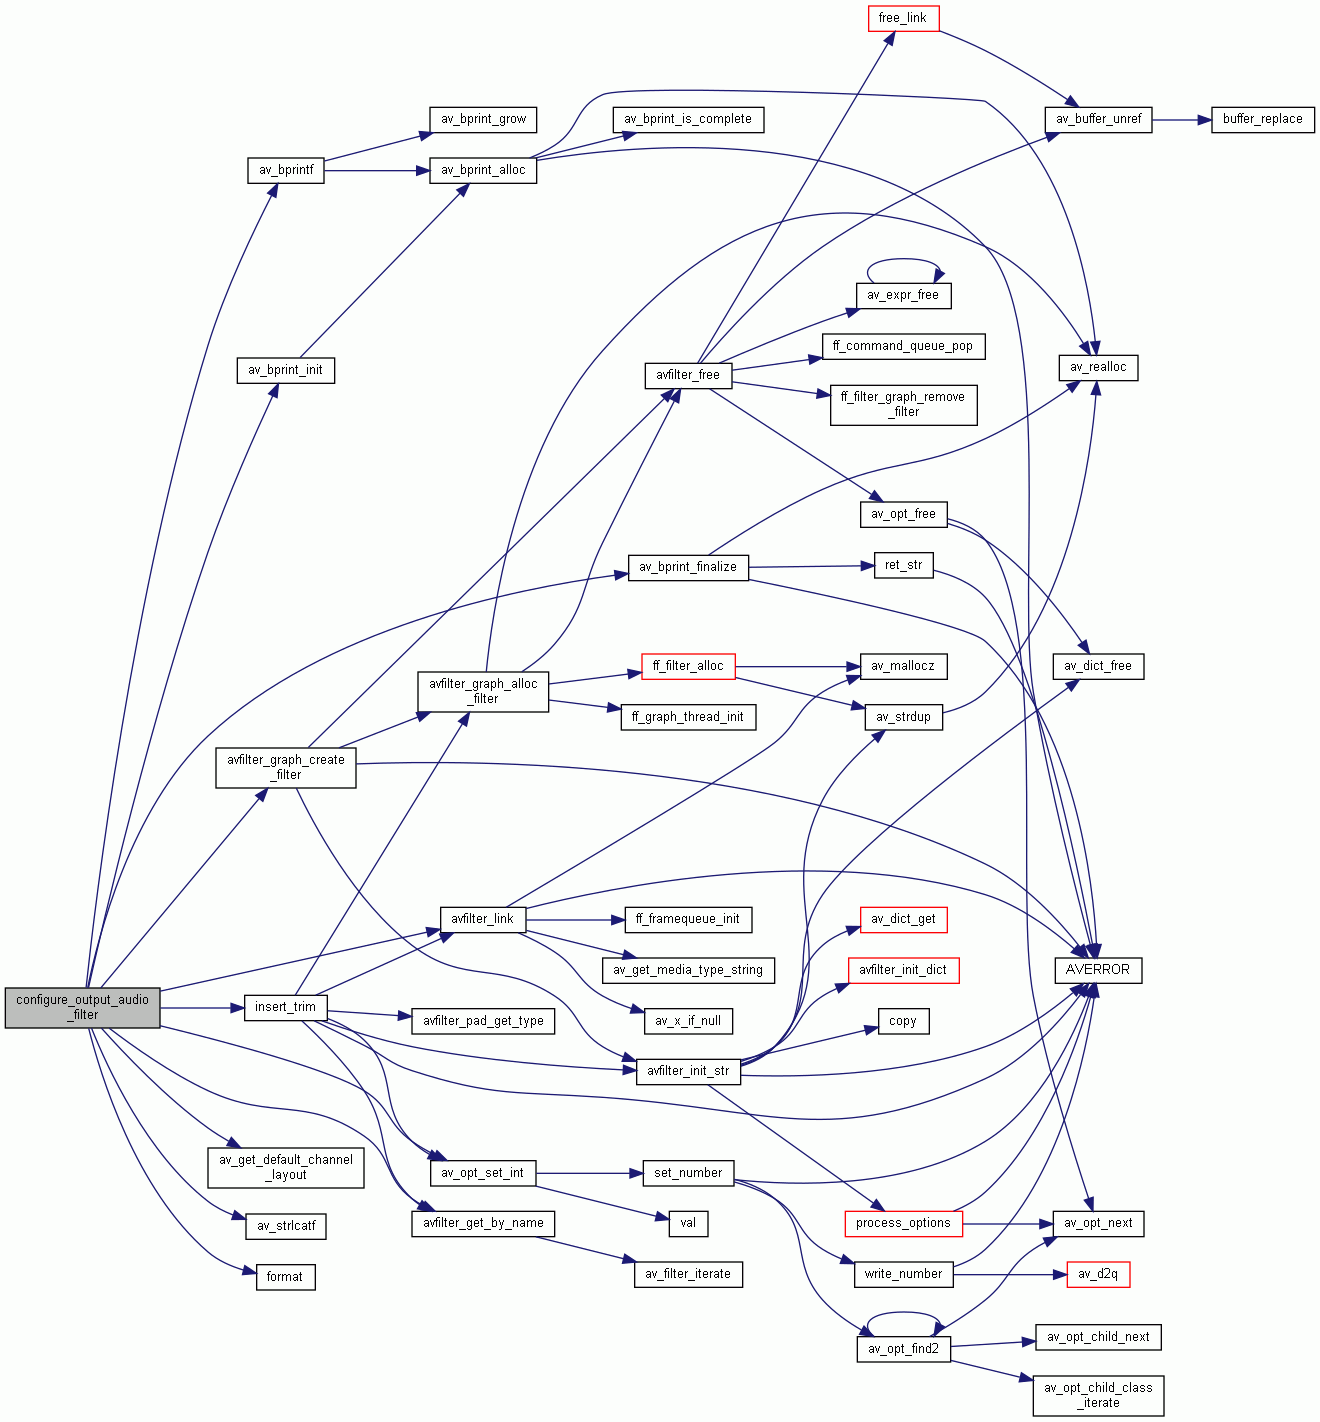 free_link
av_bprint_grow
av_bprint_is_complete
av_buffer_unref
buffer_replace
av_bprintf
av_bprint_alloc
av_expr_free
ff_command_queue_pop
av_bprint_init
avfilter_free
av_realloc
ff_filter_graph_remove
_filter
av_opt_free
av_bprint_finalize
ret_str
avfilter_graph_alloc
_filter
ff_filter_alloc
av_mallocz
av_dict_free
ff_graph_thread_init
av_strdup
avfilter_graph_create
_filter
avfilter_link
ff_framequeue_init
av_dict_get
av_get_media_type_string
avfilter_init_dict
AVERROR
configure_output_audio
_filter
insert_trim
avfilter_pad_get_type
av_x_if_null
copy
avfilter_init_str
av_get_default_channel
_layout
av_opt_set_int
set_number
av_strlcatf
avfilter_get_by_name
val
process_options
av_opt_next
format
av_filter_iterate
write_number
av_d2q
av_opt_find2
av_opt_child_next
av_opt_child_class
_iterate